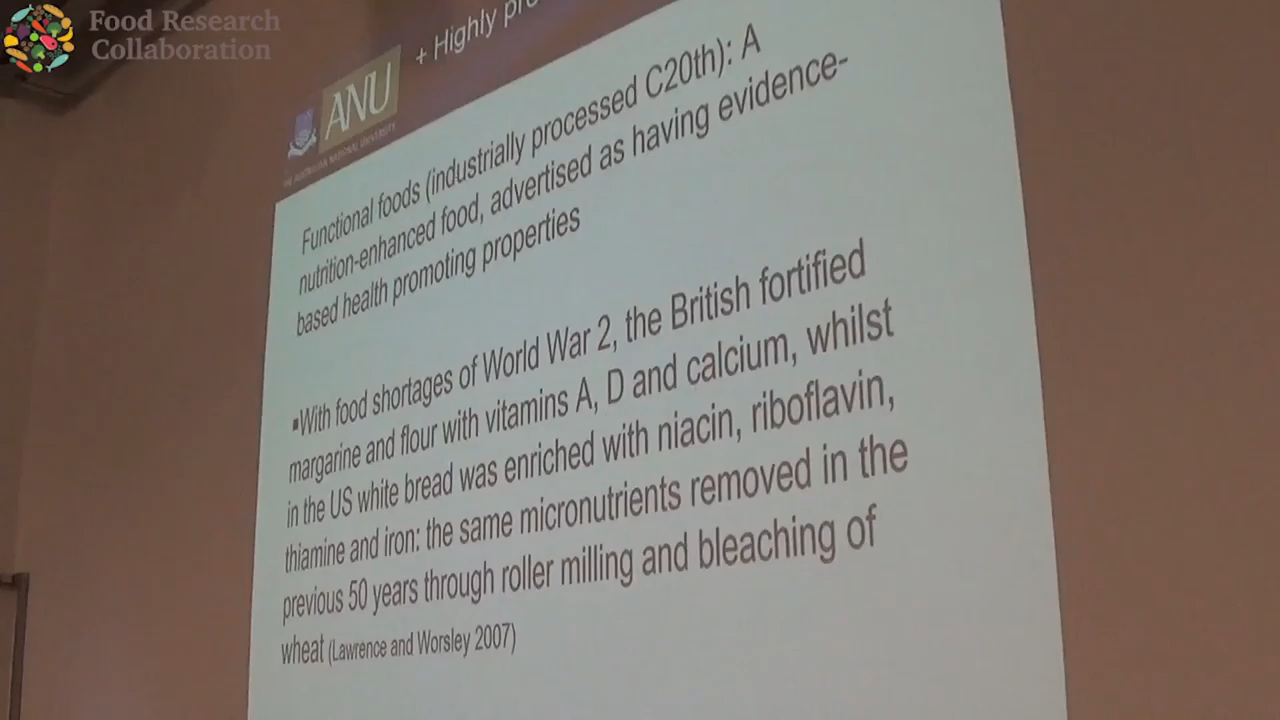 Food Research
Collaboration
+ Highly
ANU
THE AUSTRALIAN NATIONAL UNIVERSITY
Functional foods (industrially processed C20th): A
nutrition-enhanced food, advertised as having evidence-
based health promoting properties
▪With food shortages of World War 2, the British fortified
margarine and flour with vitamins A, D and calcium, whilst
in the US white bread was enriched with niacin, riboflavin,
thiamine and iron: the same micronutrients removed in the
previous 50 years through roller milling and bleaching of
wheat (Lawrence and Worsley 2007)